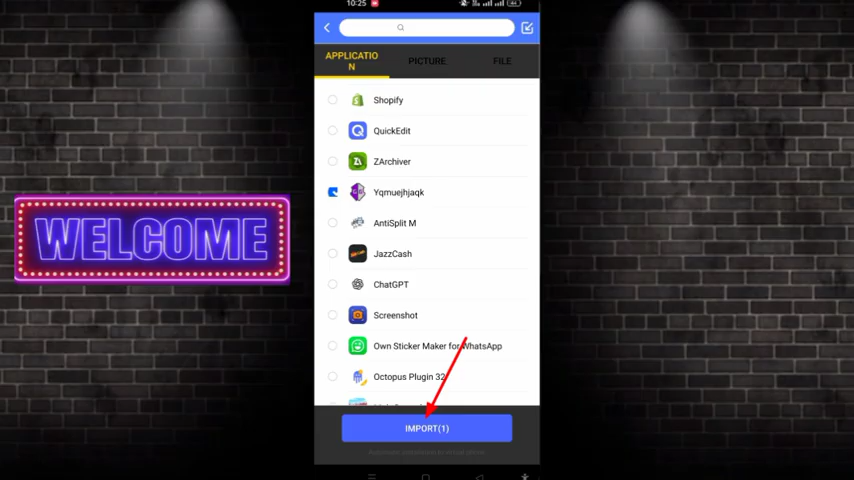 10:25
APPLICATIO
N
PICTURE
FILE
Shopify
QuickEdit
ZArchiver
Yqmuejhjaqk
AntiSplit M
JazzCash
ChatGPT
Screenshot
Own Sticker Maker for WhatsApp
Octopus Plugin 32
IMPORT(1)
WELCOME